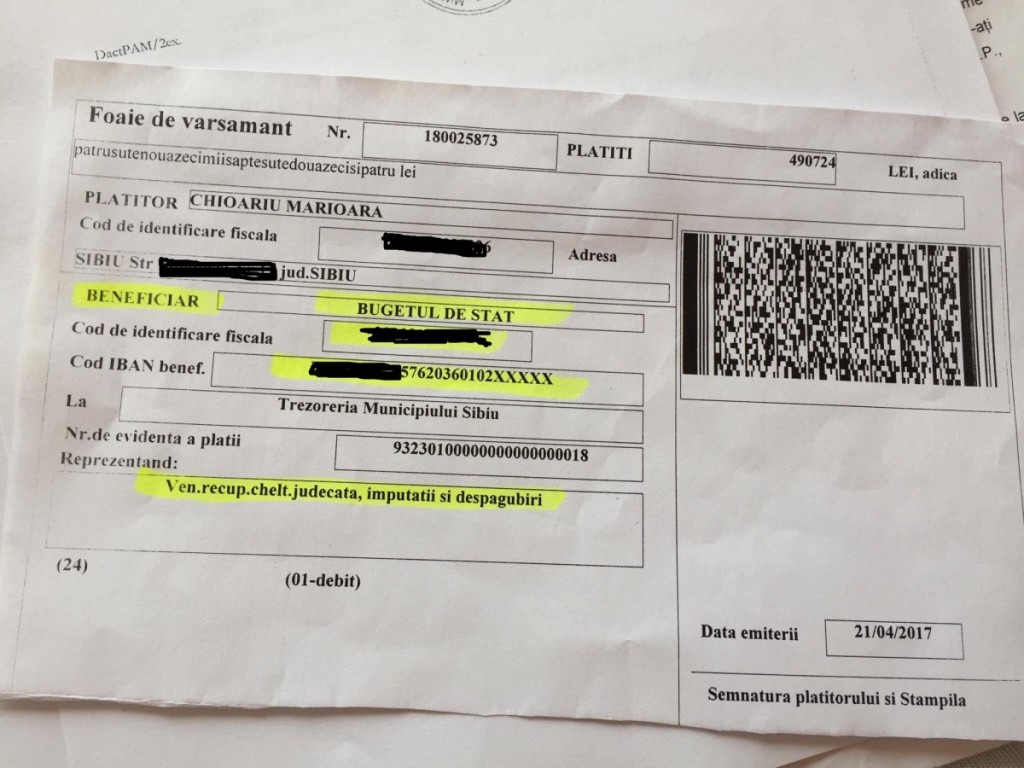 DactPAM/2ex.
Foaie de varsamant Nr. 180025873 PLATITI 490724 LEI, adica
patrusutenouazecimiisaptesutedouazecisipatru lei
PLATITOR CHIOARIU MARIOARA
Cod de identificare fiscala Adresa
SIBIU Str jud.SIBIU
BENEFICIAR BUGETUL DE STAT
Cod de identificare fiscala
Cod IBAN benef. 57620360102XXXXX
La Trezoreria Municipiului Sibiu
Nr.de evidenta a platii
Reprezentand:
Ven.recup.chelt.judecata, imputatii si despagubiri
(24) (01-debit)
Data emiterii 21/04/2017
Semnatura platitorului si Stampila